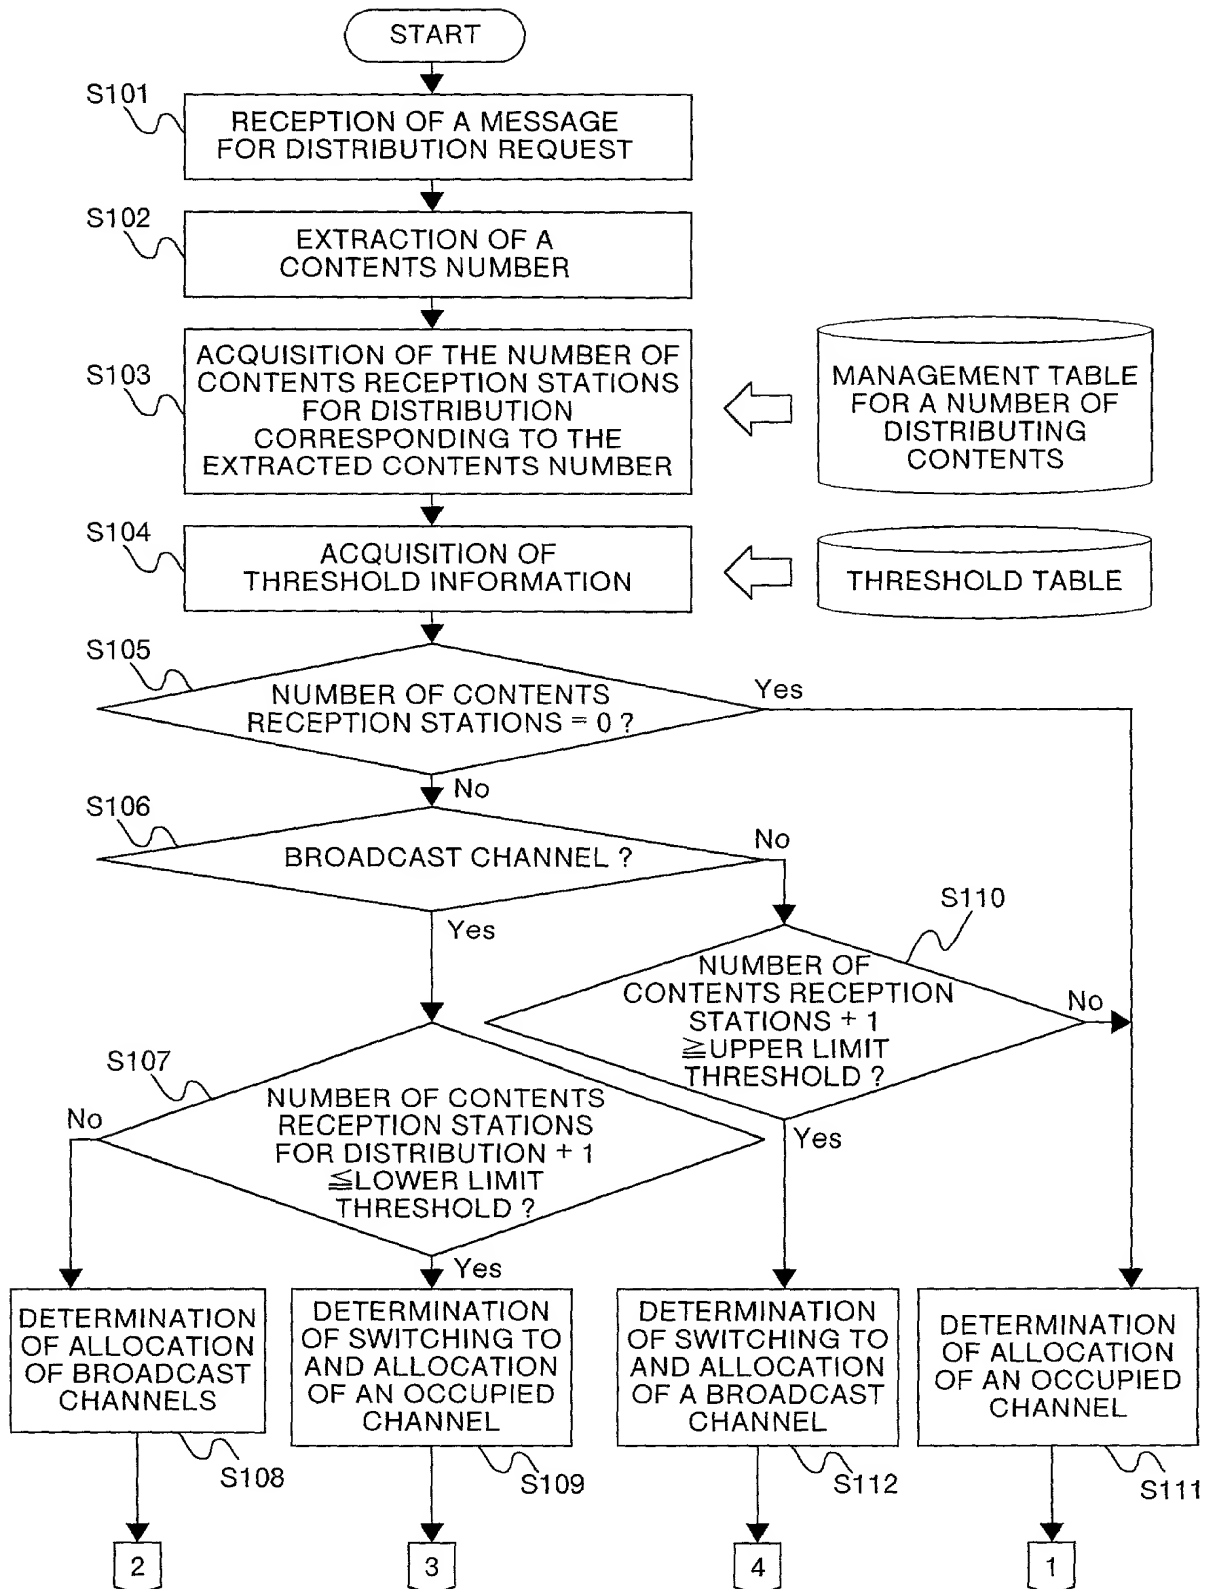 START
S101
RECEPTION OF A MESSAGE
FOR DISTRIBUTION REQUEST
S102
EXTRACTION OF A
CONTENTS NUMBER
S103
ACQUISITION OF THE NUMBER OF
CONTENTS RECEPTION STATIONS
FOR DISTRIBUTION
CORRESPONDING TO THE
EXTRACTED CONTENTS NUMBER
MANAGEMENT TABLE
FOR A NUMBER OF
DISTRIBUTING
CONTENTS
S104
ACQUISITION OF
THRESHOLD INFORMATION
THRESHOLD TABLE
S105
NUMBER OF CONTENTS
RECEPTION STATIONS = 0 ?
Yes
No
S106
BROADCAST CHANNEL ?
No
Yes
S110
NUMBER OF
CONTENTS RECEPTION
STATIONS + 1
≧UPPER LIMIT
THRESHOLD ?
No
Yes
S107
NUMBER OF CONTENTS
RECEPTION STATIONS
FOR DISTRIBUTION + 1
≦LOWER LIMIT
THRESHOLD ?
No
Yes
DETERMINATION
OF ALLOCATION
OF BROADCAST
CHANNELS
S108
DETERMINATION
OF SWITCHING TO
AND ALLOCATION
OF AN OCCUPIED
CHANNEL
S109
DETERMINATION
OF SWITCHING TO
AND ALLOCATION
OF A BROADCAST
CHANNEL
S112
DETERMINATION
OF ALLOCATION
OF AN OCCUPIED
CHANNEL
S111
2
3
4
1